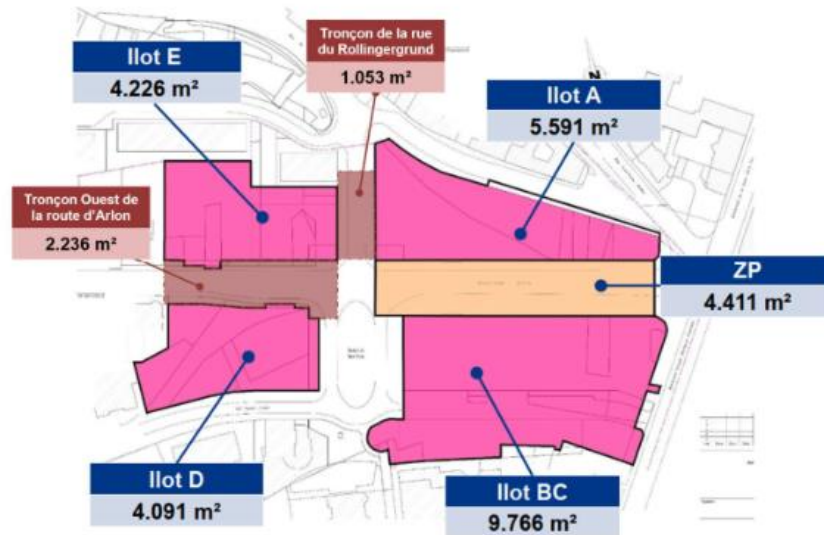 Tronçon de la rue
du Rollingergrund
1.053 m²
Ilot E
4.226 m²
Ilot A
5.591 m²
Tronçon Ouest de
la route d'Arlon
2.236 m²
ZP
4.411 m²
Ilot D
4.091 m²
Ilot BC
9.766 m²